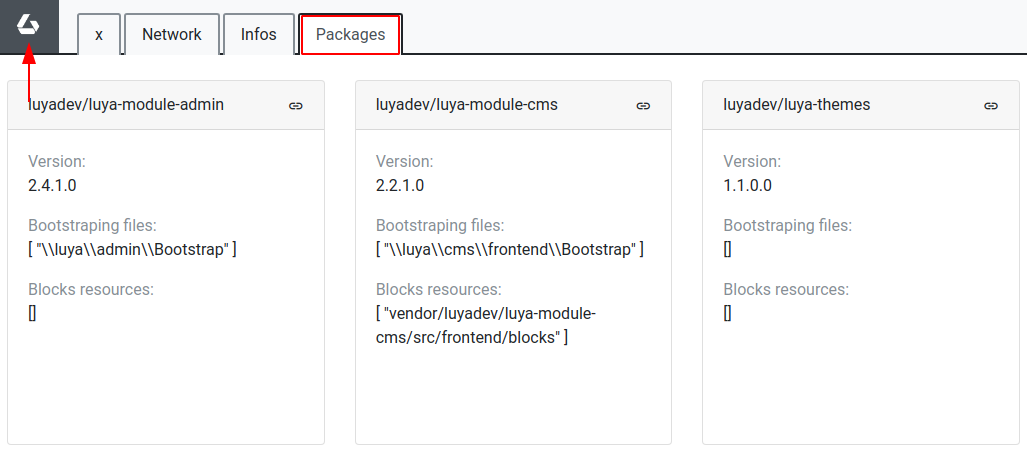 x
Network
Infos
Packages
luyadev/luya-module-admin
Version:
2.4.1.0
Bootstraping files:
[ "\\luya\\admin\\Bootstrap" ]
Blocks resources:
[]
luyadev/luya-module-cms
Version:
2.2.1.0
Bootstraping files:
[ "\\luya\\cms\\frontend\\Bootstrap" ]
Blocks resources:
[ "vendor/luyadev/luya-module-
cms/src/frontend/blocks" ]
luyadev/luya-themes
Version:
1.1.0.0
Bootstraping files:
[]
Blocks resources:
[]